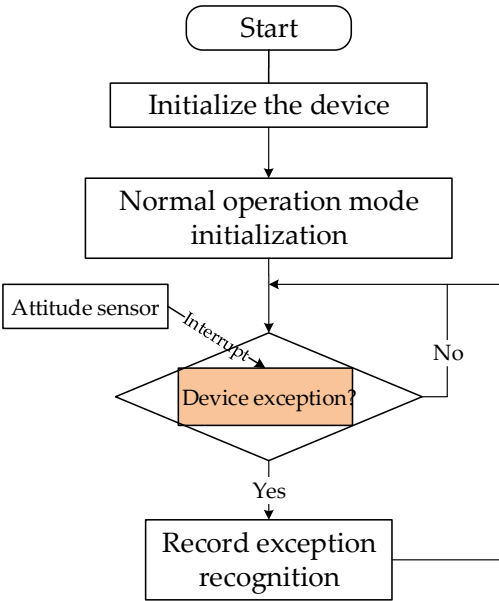 Start
Initialize the device
Normal operation mode
initialization
Attitude sensor
Interrupt
No
Device exception?
Yes
Record exception
recognition